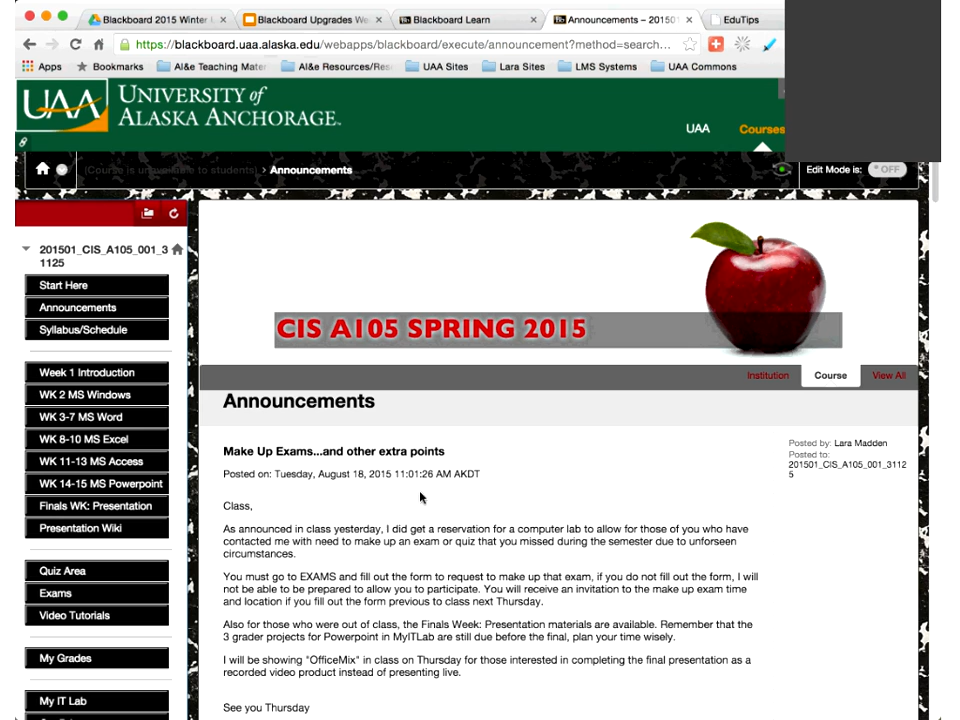 Blackboard 2015 Winter
Blackboard Upgrades We
Blackboard Learn
Announcements – 20150
EduTips
https://blackboard.uaa.alaska.edu/webapps/blackboard/execute/announcement?method=search...
Apps
Bookmarks
AI&e Teaching Mater
AI&e Resources/Res
UAA Sites
Lara Sites
LMS Systems
UAA Commons
UAA
UNIVERSITY of
ALASKA ANCHORAGE
UAA
Courses
to students) > Announcements
Edit Mode is: OFF
201501_CIS_A105_001_3
1125
Start Here
Announcements
Syllabus/Schedule
Week 1 Introduction
WK 2 MS Windows
WK 3-7 MS Word
WK 8-10 MS Excel
WK 11-13 MS Access
WK 14-15 MS Powerpoint
Finals WK: Presentation
Presentation Wiki
Quiz Area
Exams
Video Tutorials
My Grades
My IT Lab
CIS A105 SPRING 2015
Institution
Course
View All
Announcements
Make Up Exams...and other extra points
Posted on: Tuesday, August 18, 2015 11:01:26 AM AKDT
Posted by: Lara Madden
Posted to:
201501_CIS_A105_001_3112
5
Class,
As announced in class yesterday, I did get a reservation for a computer lab to allow for those of you who have
contacted me with need to make up an exam or quiz that you missed during the semester due to unforseen
circumstances.
You must go to EXAMS and fill out the form to request to make up that exam, if you do not fill out the form, I will
not be able to be prepared to allow you to participate. You will receive an invitation to the make up exam time
and location if you fill out the form previous to class next Thursday.
Also for those who were out of class, the Finals Week: Presentation materials are available. Remember that the
3 grader projects for Powerpoint in MyITLab are still due before the final, plan your time wisely.
I will be showing "OfficeMix" in class on Thursday for those interested in completing the final presentation as a
recorded video product instead of presenting live.
See you Thursday